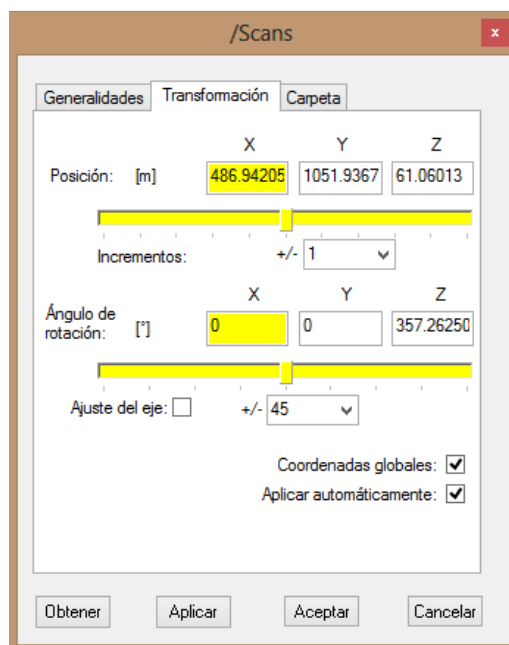 /Scans
x
Generalidades Transformación Carpeta
X Y Z
Posición: [m] 486.94205 1051.9367 61.06013
Incrementos: +/- 1
X Y Z
Ángulo de rotación: [°] 0 0 357.26250
Ajuste del eje: +/- 45
Coordenadas globales:
Aplicar automáticamente:
Obtener Aplicar Aceptar Cancelar